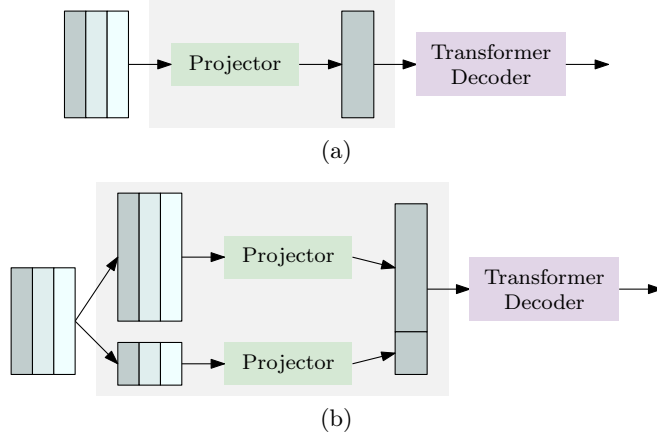 Projector
Transformer
Decoder
(a)
Projector
Projector
Transformer
Decoder
(b)